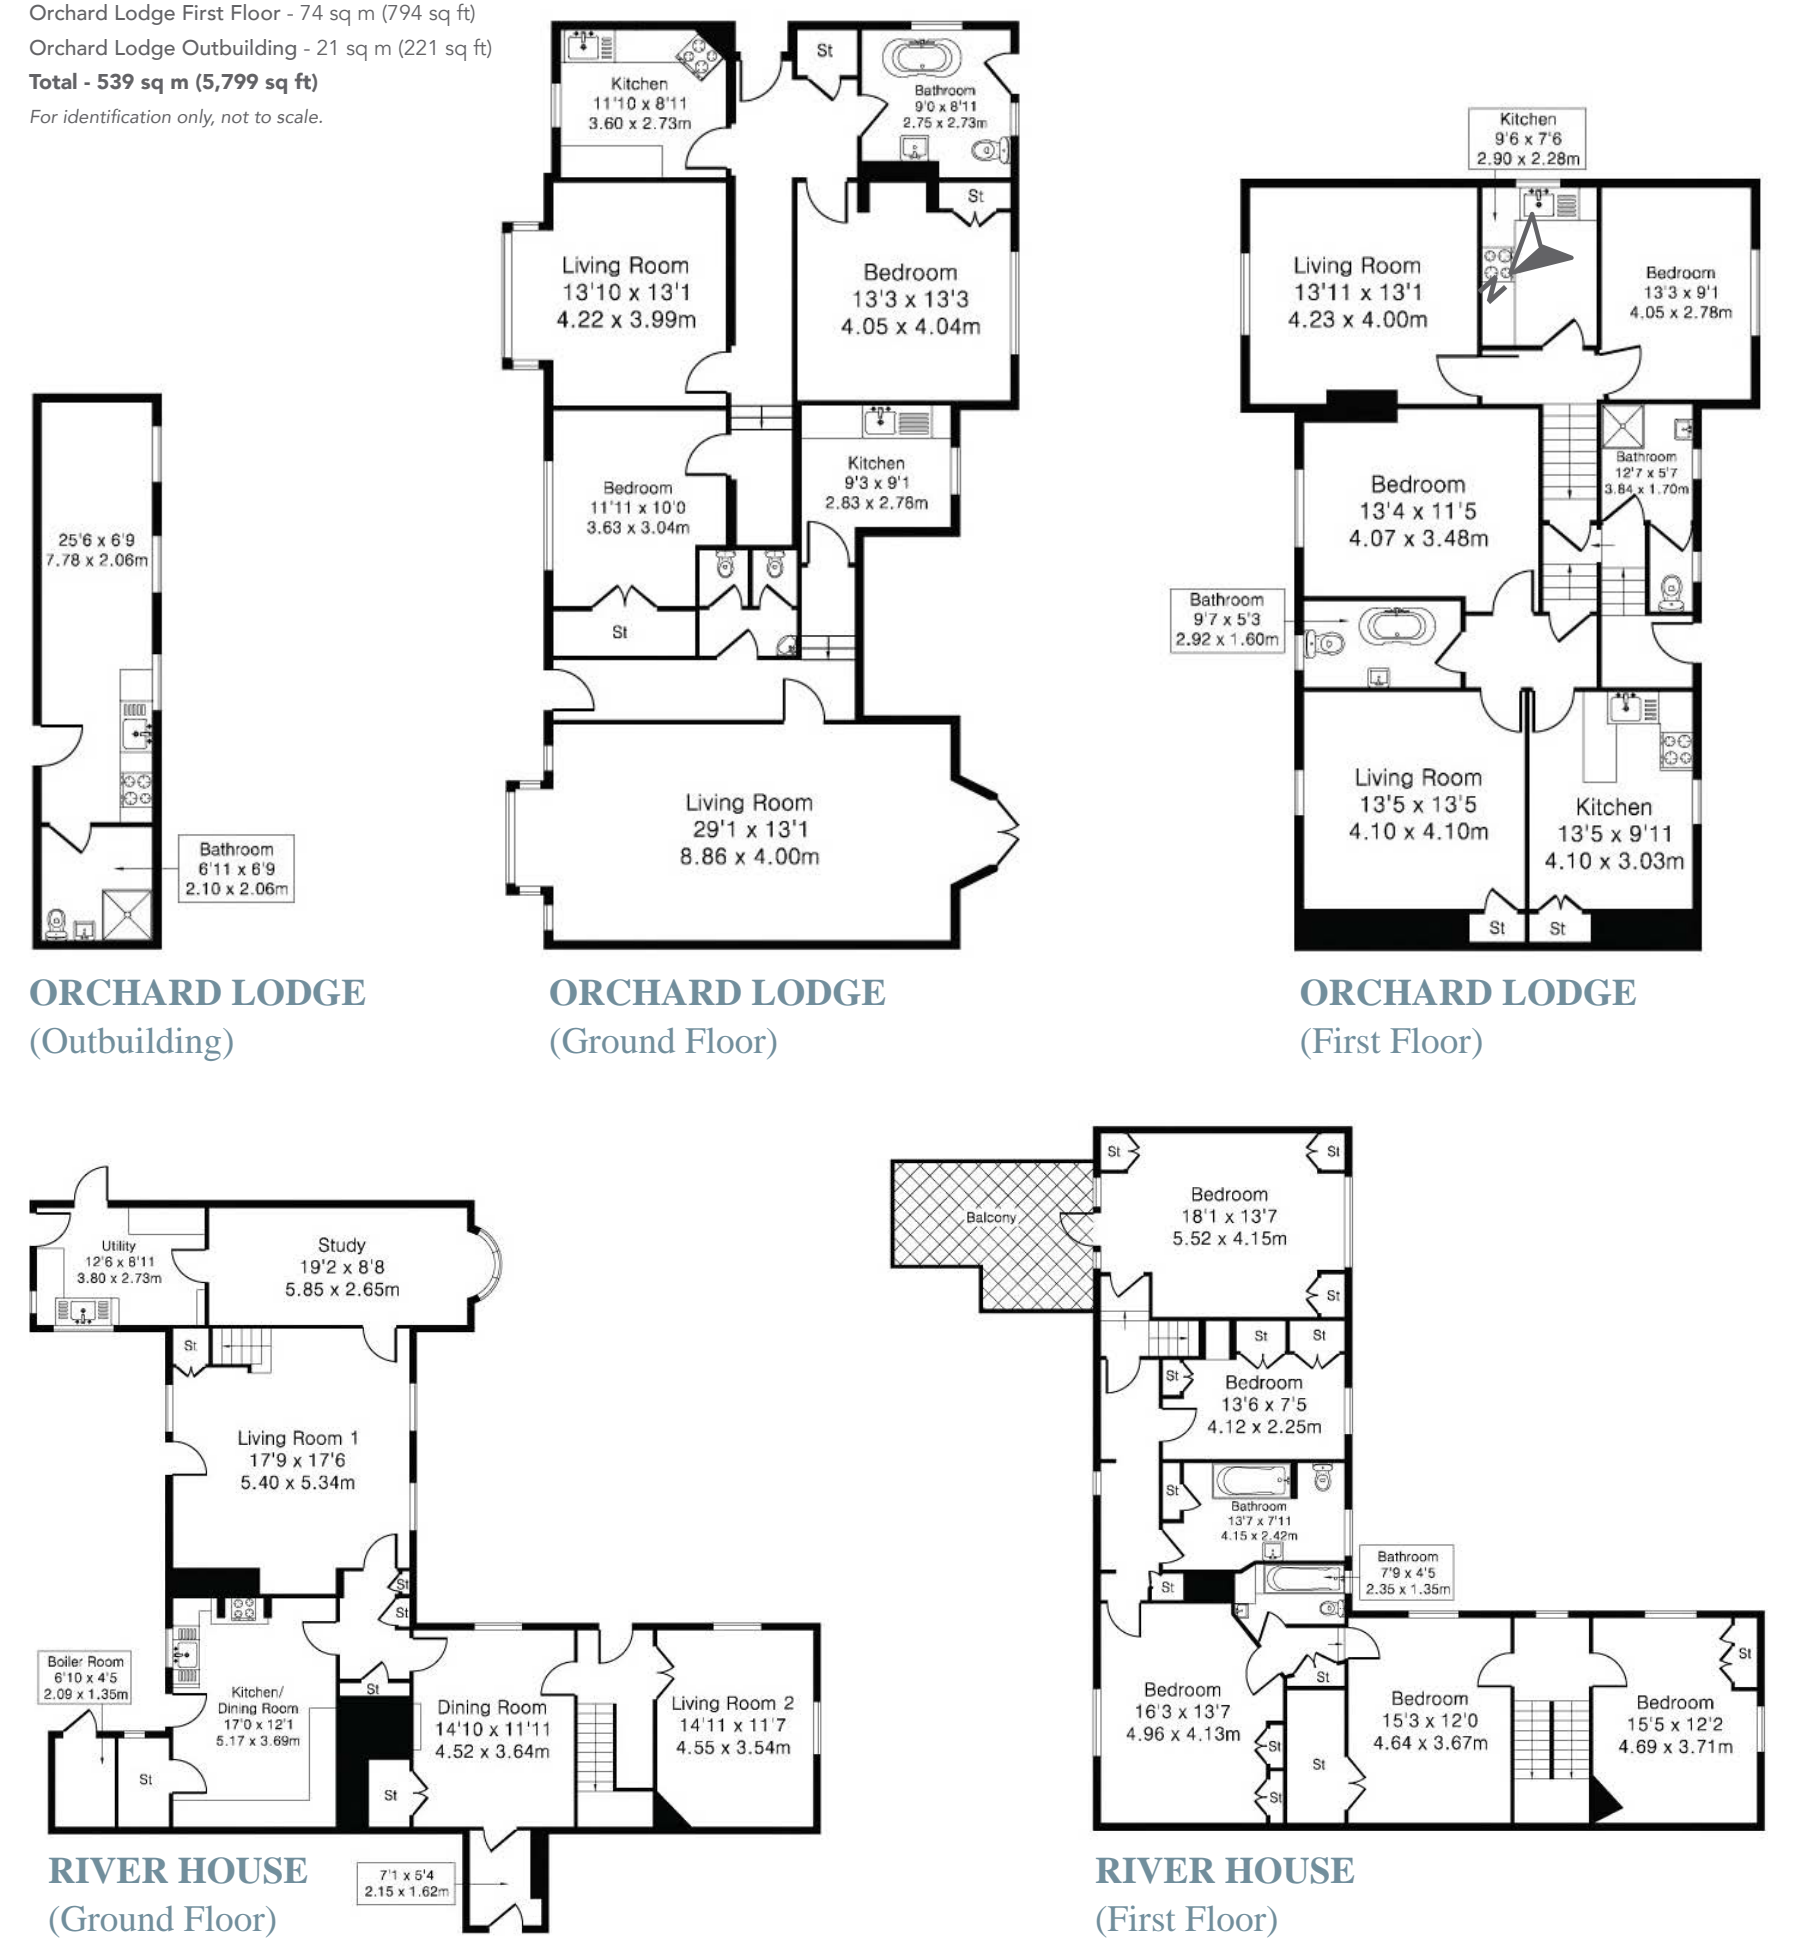 Orchard Lodge First Floor - 74 sq m (794 sq ft)
Orchard Lodge Outbuilding - 21 sq m (221 sq ft)
Total - 539 sq m (5,799 sq ft)
For identification only, not to scale.
25'6 x 6'9
7.78 x 2.06m
Bathroom
6'11 x 6'9
2.10 x 2.06m
ORCHARD LODGE
(Outbuilding)
Kitchen
11'10 x 8'11
3.60 x 2.73m
St
Bathroom
9'0 x 8'11
2.75 x 2.73m
St
Living Room
13'10 x 13'1
4.22 x 3.99m
Bedroom
13'3 x 13'3
4.05 x 4.04m
Bedroom
11'11 x 10'0
3.63 x 3.04m
Kitchen
9'3 x 9'1
2.83 x 2.78m
St
Living Room
29'1 x 13'1
8.86 x 4.00m
ORCHARD LODGE
(Ground Floor)
Kitchen
9'6 x 7'6
2.90 x 2.28m
Living Room
13'11 x 13'1
4.23 x 4.00m
N
Bedroom
13'3 x 9'1
4.05 x 2.78m
Bedroom
13'4 x 11'5
4.07 x 3.48m
Bathroom
12'7 x 5'7
3.84 x 1.70m
Bathroom
9'7 x 5'3
2.92 x 1.60m
Living Room
13'5 x 13'5
4.10 x 4.10m
Kitchen
13'5 x 9'11
4.10 x 3.03m
St
St
ORCHARD LODGE
(First Floor)
Utility
12'6 x 8'11
3.80 x 2.73m
Study
19'2 x 8'8
5.85 x 2.65m
St
Living Room 1
17'9 x 17'6
5.40 x 5.34m
St
St
Boiler Room
6'10 x 4'5
2.09 x 1.35m
Kitchen/
Dining Room
17'0 x 12'1
5.17 x 3.69m
St
St
Dining Room
14'10 x 11'11
4.52 x 3.64m
St
Living Room 2
14'11 x 11'7
4.55 x 3.54m
7'1 x 5'4
2.15 x 1.62m
RIVER HOUSE
(Ground Floor)
St
St
Balcony
Bedroom
18'1 x 13'7
5.52 x 4.15m
St
St
St
St
Bedroom
13'6 x 7'5
4.12 x 2.25m
St
Bathroom
13'7 x 7'11
4.15 x 2.42m
Bathroom
7'9 x 4'5
2.35 x 1.35m
St
St
Bedroom
16'3 x 13'7
4.96 x 4.13m
St
St
St
Bedroom
15'3 x 12'0
4.64 x 3.67m
St
Bedroom
15'5 x 12'2
4.69 x 3.71m
RIVER HOUSE
(First Floor)